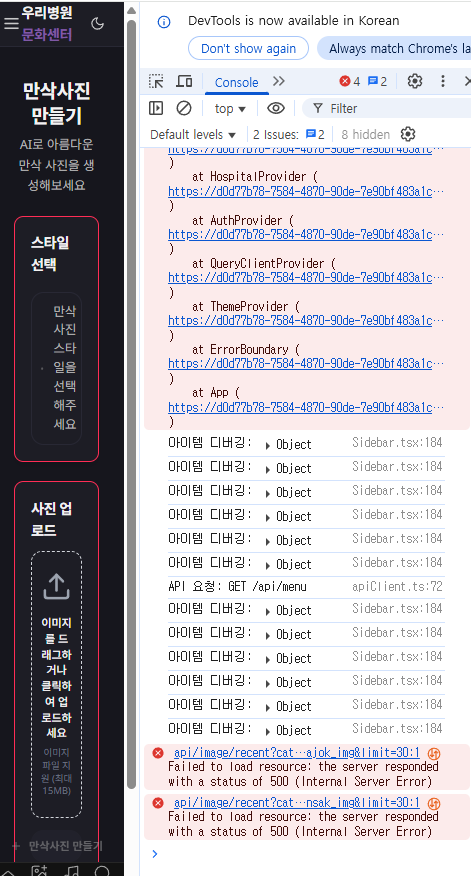 우리병원
문화센터
만삭사진
만들기
AI로 아름다운
만삭 사진을 생
성해보세요
스타일
선택
만삭
사진
스타
일을
선택
해주
세요
사진 업
로드
이미지
를 드
래그하
거나
클릭하
여 업
로드하
세요
이미지
파일 지
원 (최대
15MB)
+ 만삭사진 만들기
DevTools is now available in Korean
Don't show again
Always match Chrome's la
Console
4
2
top
Filter
Default levels
2 Issues: 2
8 hidden
https://d0d77b78-7584-4870-90de-7e90bf483a1c…
)
at HospitalProvider (
https://d0d77b78-7584-4870-90de-7e90bf483a1c…
)
at AuthProvider (
https://d0d77b78-7584-4870-90de-7e90bf483a1c…
)
at QueryClientProvider (
https://d0d77b78-7584-4870-90de-7e90bf483a1c…
)
at ThemeProvider (
https://d0d77b78-7584-4870-90de-7e90bf483a1c…
)
at ErrorBoundary (
https://d0d77b78-7584-4870-90de-7e90bf483a1c…
)
at App (
https://d0d77b78-7584-4870-90de-7e90bf483a1c…
)
아이템 디버깅: Object Sidebar.tsx:184
아이템 디버깅: Object Sidebar.tsx:184
아이템 디버깅: Object Sidebar.tsx:184
아이템 디버깅: Object Sidebar.tsx:184
아이템 디버깅: Object Sidebar.tsx:184
아이템 디버깅: Object Sidebar.tsx:184
API 요청: GET /api/menu apiClient.ts:72
아이템 디버깅: Object Sidebar.tsx:184
아이템 디버깅: Object Sidebar.tsx:184
아이템 디버깅: Object Sidebar.tsx:184
아이템 디버깅: Object Sidebar.tsx:184
아이템 디버깅: Object Sidebar.tsx:184
아이템 디버깅: Object Sidebar.tsx:184
api/image/recent?cat…ajok_img&limit=30:1
Failed to load resource: the server responded
with a status of 500 (Internal Server Error)
api/image/recent?cat…nsak_img&limit=30:1
Failed to load resource: the server responded
with a status of 500 (Internal Server Error)